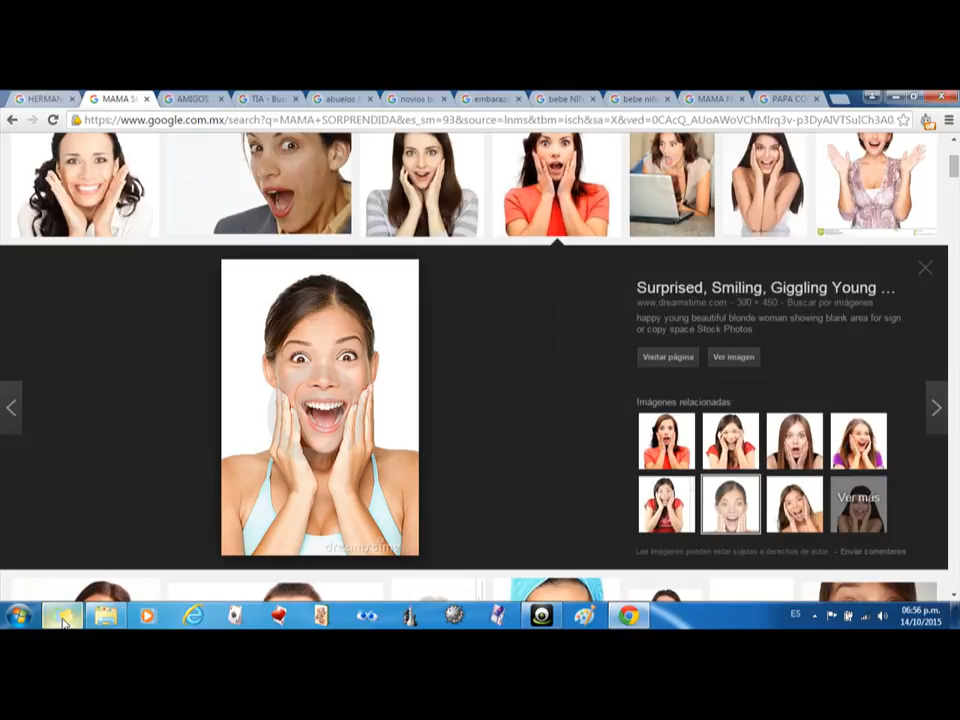 HERMAN
MAMA S
AMIGOS
TIA - Bus
abuelos
novios b
embaraz
bebe NIN
bebe niñ
MAMA F
PAPA CO
https://www.google.com.mx/search?q=MAMA+SORPRENDIDA&es_sm=93&source=lnms&tbm=isch&sa=X&ved=
Surprised, Smiling, Giggling Young ...
www.dreamstime.com - 300 × 450 - Buscar por imágenes
happy young beautiful blonde woman showing blank area for sign
or copy space Stock Photos
Visitar página
Ver imagen
Imágenes relacionadas:
Ver más
dreamstime
Las imágenes pueden estar sujetas a derechos de autor. - Enviar comentarios
ES
06:56 p.m.
14/10/2015